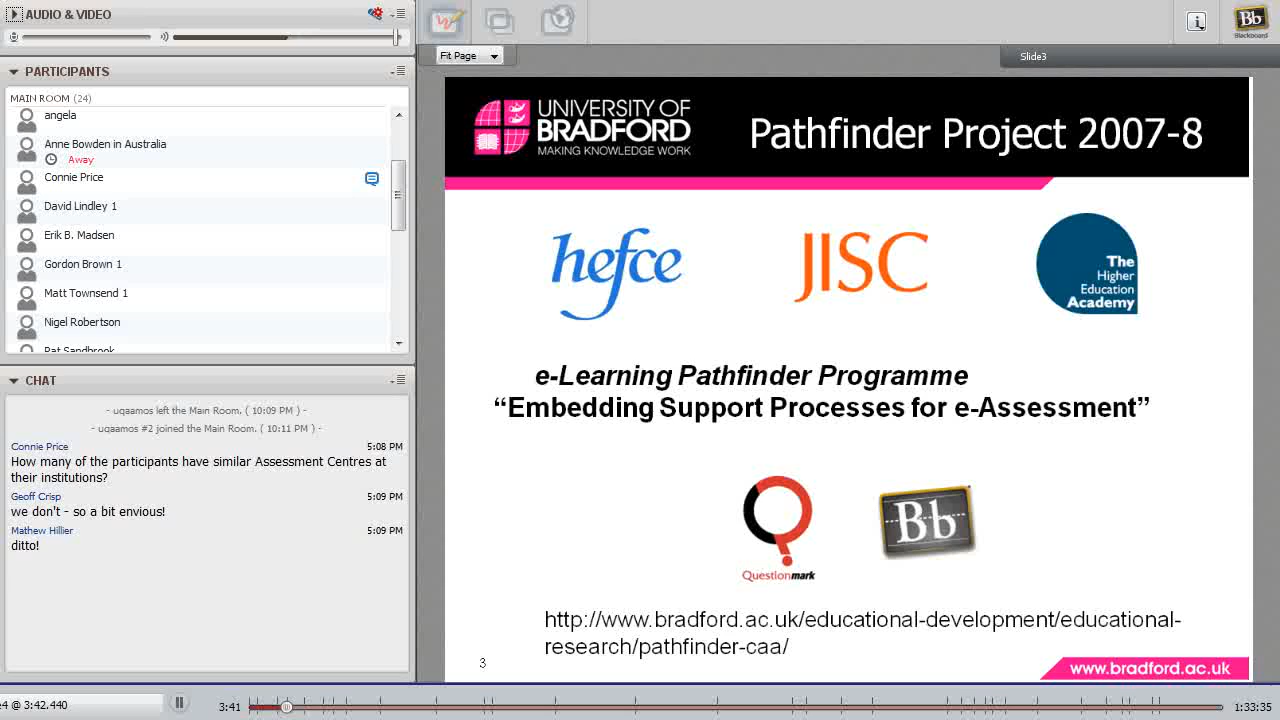 AUDIO & VIDEO
PARTICIPANTS
MAIN ROOM (24)
angela
Anne Bowden in Australia
Away
Connie Price
David Lindley 1
Erik B. Madsen
Gordon Brown 1
Matt Townsend 1
Nigel Robertson
Pat Sandbrook
CHAT
- uqaamos left the Main Room. ( 10:09 PM ) -
- uqaamos #2 joined the Main Room. ( 10:11 PM ) -
Connie Price 5:08 PM
How many of the participants have similar Assessment Centres at
their institutions?
Geoff Crisp 5:09 PM
we don't - so a bit envious!
Mathew Hillier 5:09 PM
ditto!
Bb
Blackboard
Fit Page
Slide3
UNIVERSITY OF
BRADFORD
MAKING KNOWLEDGE WORK
Pathfinder Project 2007-8
hefce
JISC
The
Higher
Education
Academy
e-Learning Pathfinder Programme
“Embedding Support Processes for e-Assessment”
Questionmark
Bb
http://www.bradford.ac.uk/educational-development/educational-
research/pathfinder-caa/
3
www.bradford.ac.uk
4 @ 3:42.440
3:41
1:33:35